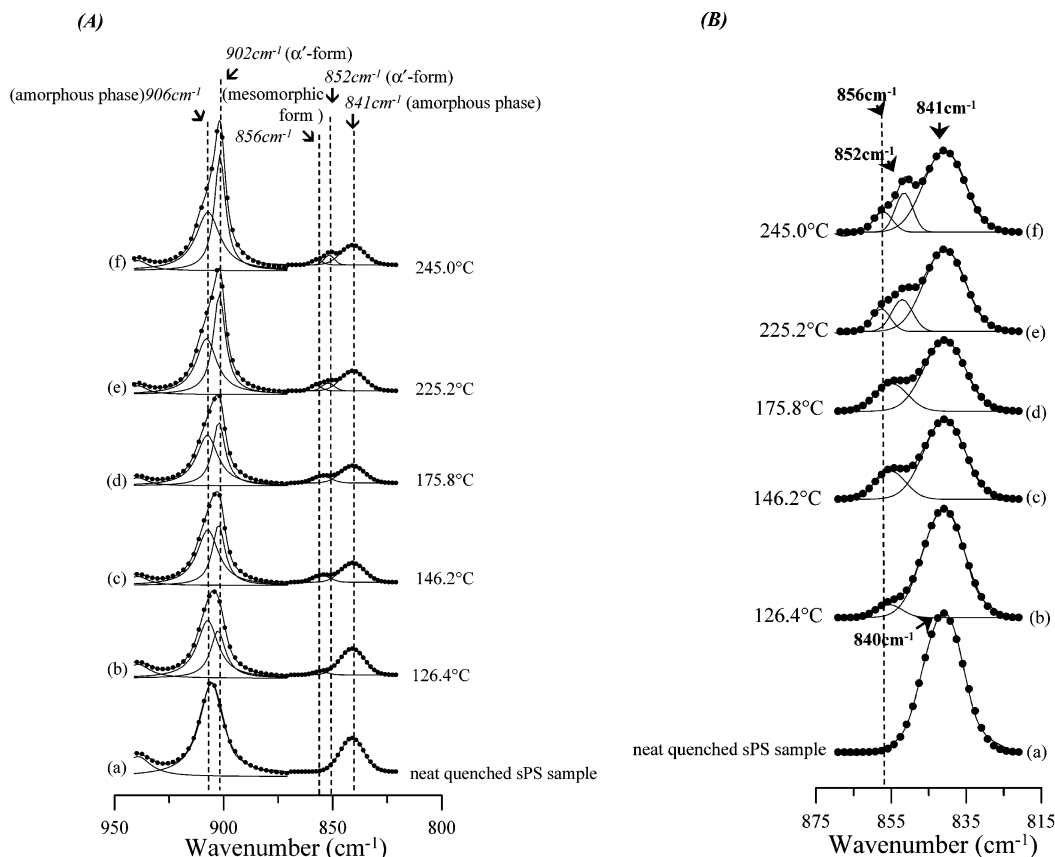 (A)
902cm-1 (α′-form)
852cm-1 (α′-form)
(amorphous phase)906cm-1
(mesomorphic
form )
841cm-1 (amorphous phase)
856cm-1
(f)
245.0°C
(e)
225.2°C
(d)
175.8°C
(c)
146.2°C
(b)
126.4°C
(a)
neat quenched sPS sample
950
900
850
800
Wavenumber (cm-1)
(B)
856cm-1
841cm-1
852cm-1
245.0°C
(f)
225.2°C
(e)
175.8°C
(d)
146.2°C
(c)
126.4°C
(b)
840cm-1
neat quenched sPS sample
(a)
875
855
835
815
Wavenumber (cm-1)